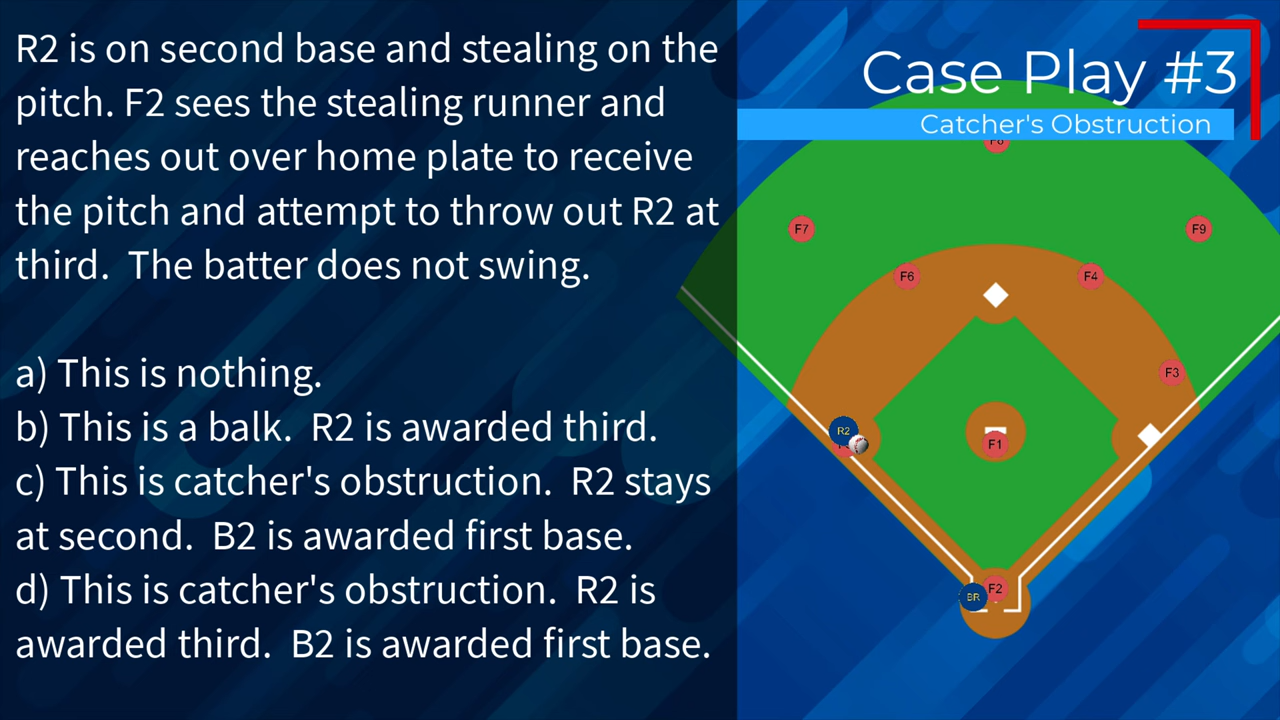 R2 is on second base and stealing on the
pitch. F2 sees the stealing runner and
reaches out over home plate to receive
the pitch and attempt to throw out R2 at
third.  The batter does not swing.
a) This is nothing.
b) This is a balk.  R2 is awarded third.
c) This is catcher's obstruction.  R2 stays
at second.  B2 is awarded first base.
d) This is catcher's obstruction.  R2 is
awarded third.  B2 is awarded first base.
Case Play #3
Catcher's Obstruction
F8
F7
F9
F6
F4
F3
R2
F1
F2
BR